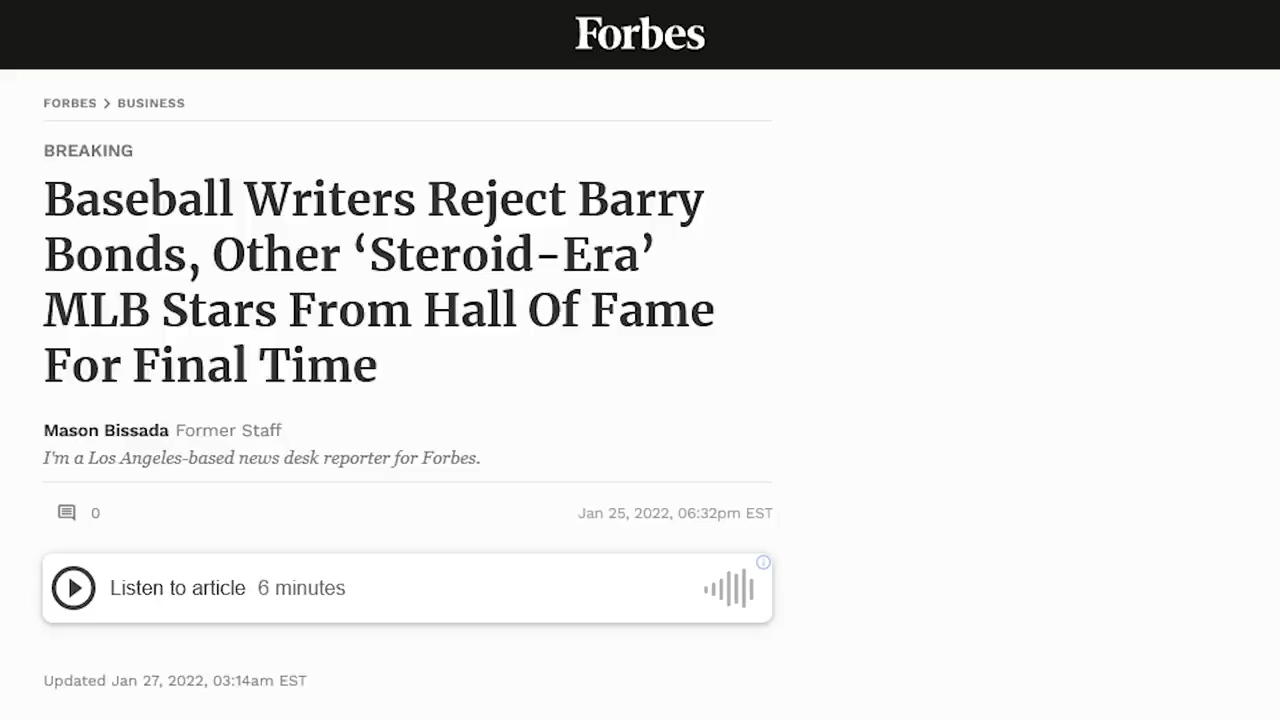 Forbes
FORBES > BUSINESS
BREAKING
Baseball Writers Reject Barry
Bonds, Other ‘Steroid-Era’
MLB Stars From Hall Of Fame
For Final Time
Mason Bissada Former Staff
I'm a Los Angeles-based news desk reporter for Forbes.
0 Jan 25, 2022, 06:32pm EST
Listen to article 6 minutes
Updated Jan 27, 2022, 03:14am EST